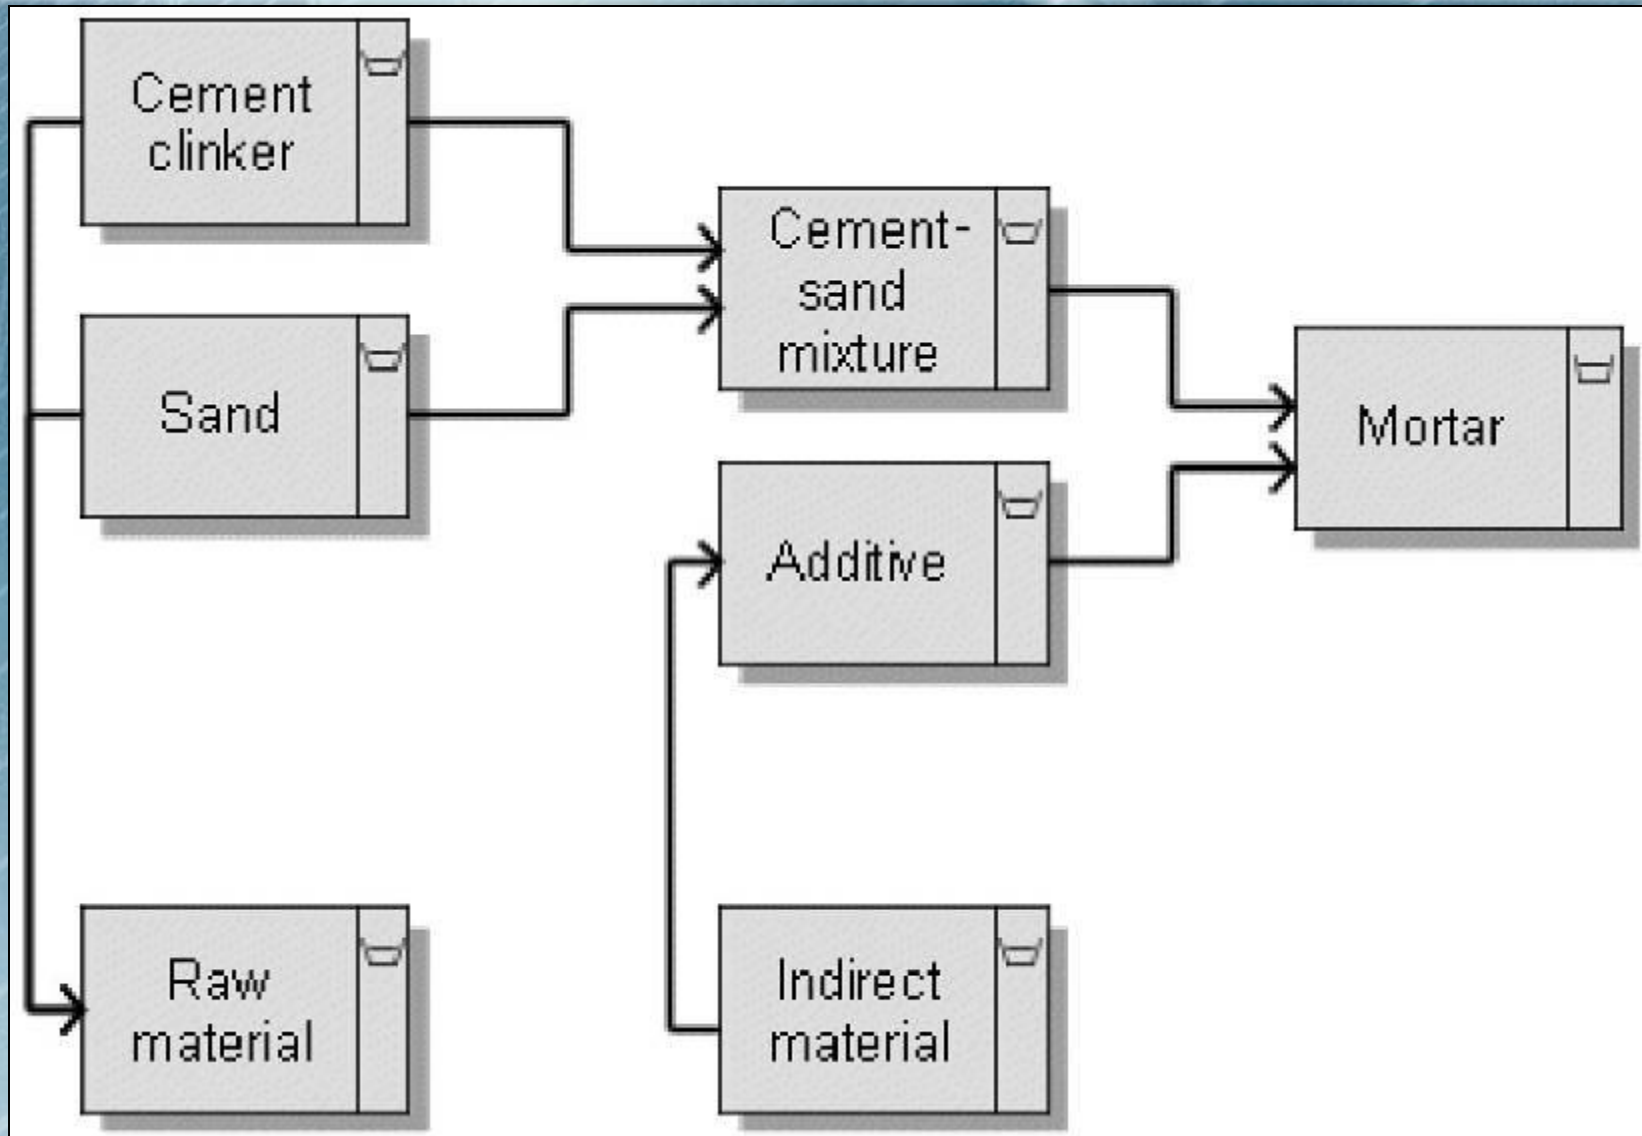 Cement
clinker
Cement-
sand
mixture
Sand
Mortar
Additive
Raw
material
Indirect
material